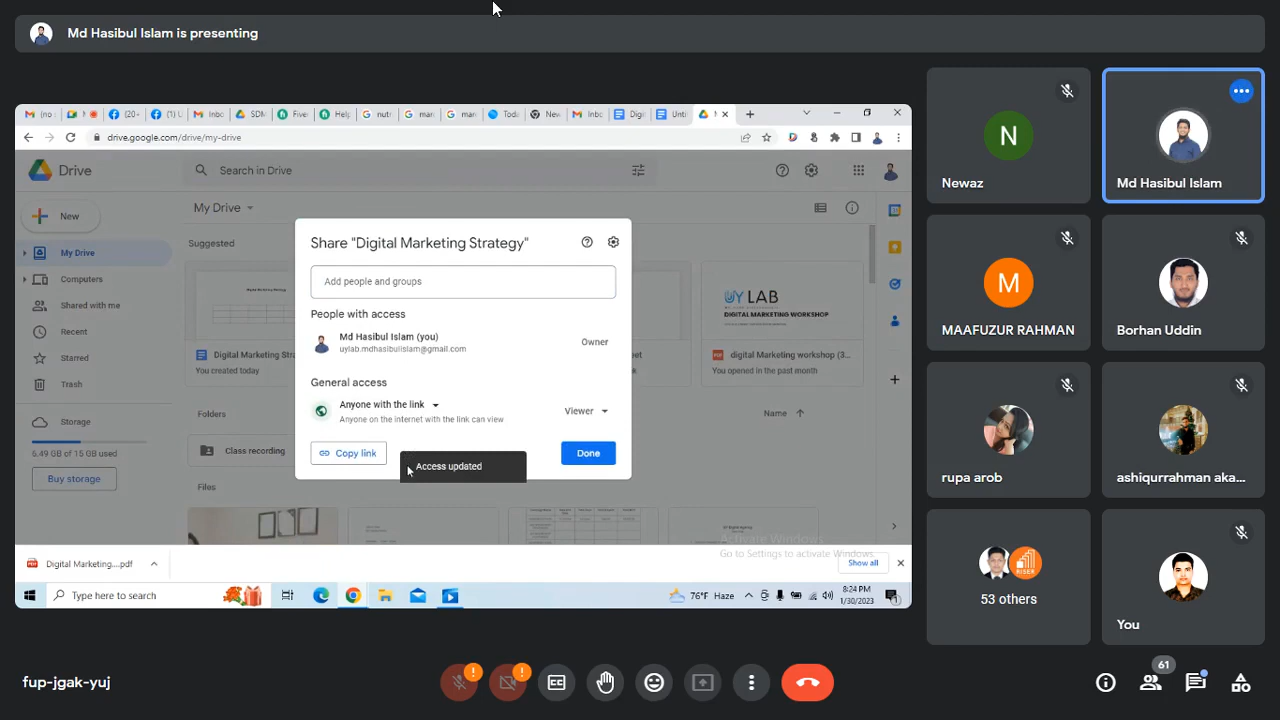 Md Hasibul Islam is presenting
drive.google.com/drive/my-drive
Drive
Search in Drive
New
My Drive
Computers
Shared with me
Recent
Starred
Trash
Storage
6.49 GB of 15 GB used
Buy storage
My Drive
Suggested
Digital Marketing Stra
You created today
UY LAB
DIGITAL MARKETING WORKSHOP
digital Marketing workshop (3...
You opened in the past month
Folders
Name
Class recording
Files
Share "Digital Marketing Strategy"
Add people and groups
People with access
Md Hasibul Islam (you)
uylab.mdhasibulislam@gmail.com
Owner
General access
Anyone with the link
Anyone on the internet with the link can view
Viewer
Copy link
Access updated
Done
Activate Windows
Go to Settings to activate Windows.
Digital Marketing....pdf
Show all
Type here to search
76°F Haze
8:24 PM
1/30/2023
N
Newaz
Md Hasibul Islam
M
MAAFUZUR RAHMAN
Borhan Uddin
rupa arob
ashiqurrahman aka...
53 others
You
fup-jgak-yuj
61